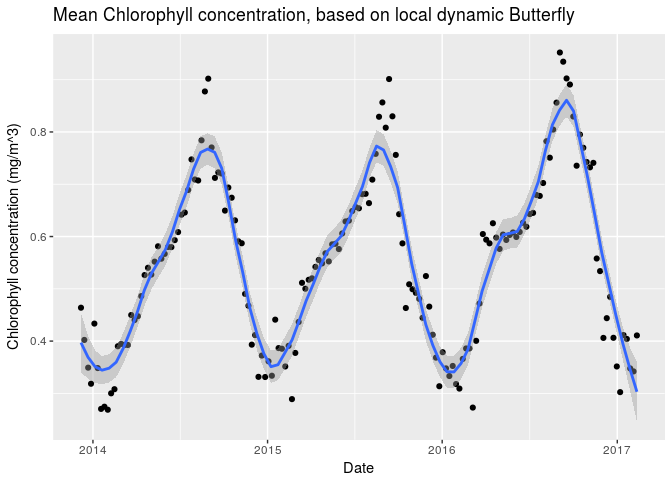 Mean Chlorophyll concentration, based on local dynamic Butterfly
Chlorophyll concentration (mg/m^3)
0.8
0.6
0.4
2014 2015 2016 2017
Date